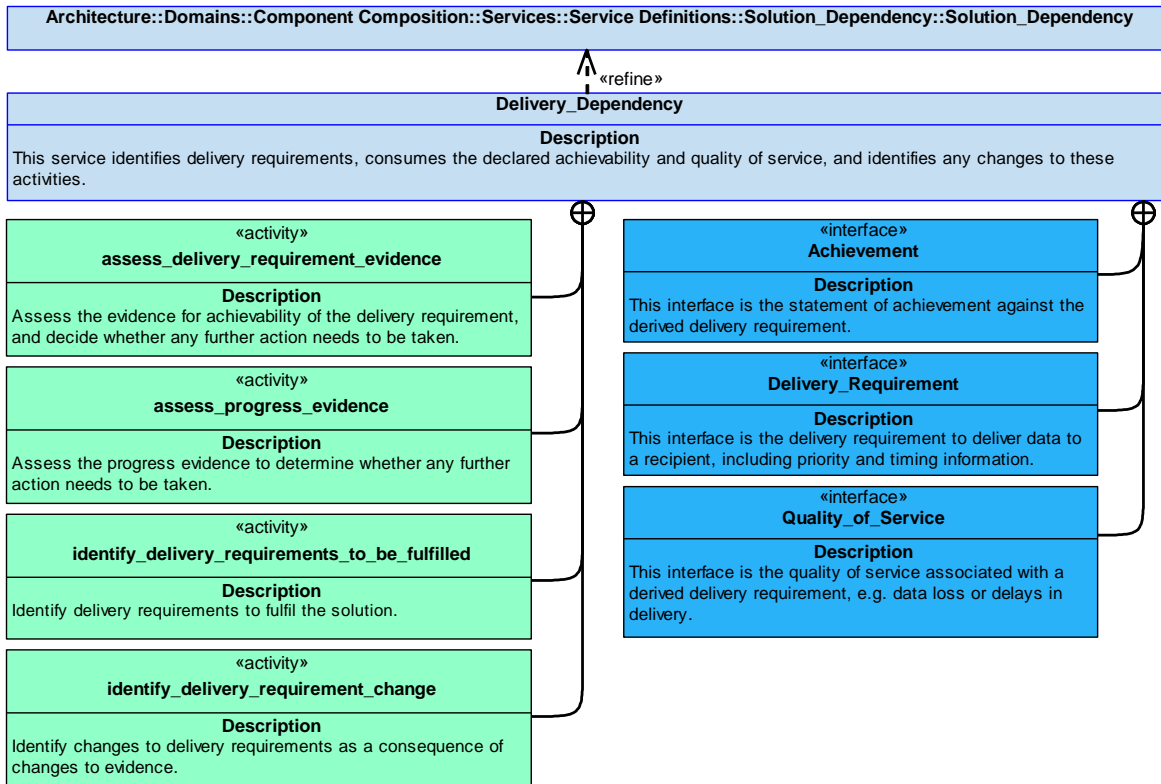 Architecture::Domains::Component Composition::Services::Service Definitions::Solution_Dependency::Solution_Dependency
«refine»
Delivery_Dependency
Description
This service identifies delivery requirements, consumes the declared achievability and quality of service, and identifies any changes to these
activities.
«activity»
assess_delivery_requirement_evidence
Description
Assess the evidence for achievability of the delivery requirement,
and decide whether any further action needs to be taken.
«activity»
assess_progress_evidence
Description
Assess the progress evidence to determine whether any further
action needs to be taken.
«activity»
identify_delivery_requirements_to_be_fulfilled
Description
Identify delivery requirements to fulfil the solution.
«activity»
identify_delivery_requirement_change
Description
Identify changes to delivery requirements as a consequence of
changes to evidence.
«interface»
Achievement
Description
This interface is the statement of achievement against the
derived delivery requirement.
«interface»
Delivery_Requirement
Description
This interface is the delivery requirement to deliver data to
a recipient, including priority and timing information.
«interface»
Quality_of_Service
Description
This interface is the quality of service associated with a
derived delivery requirement, e.g. data loss or delays in
delivery.